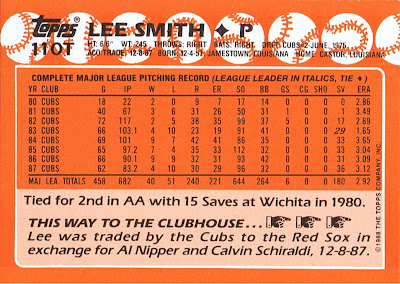 Topps
110T
LEE SMITH ✦ P
HT: 6'6" WT: 245 THROWS: RIGHT BATS: RIGHT DRFT: CUBS-2-JUNE, 1975
ACQ: TRADE, 12-8-87 BORN: 12-4-57, JAMESTOWN, LOUISIANA HOME: CASTOR, LOUISIANA
COMPLETE MAJOR LEAGUE PITCHING RECORD (LEAGUE LEADER IN ITALICS, TIE ✦)
YR CLUB G IP W L R ER SO BB GS CG SHO SV ERA
80 CUBS 18 22 2 0 9 7 17 14 0 0 0 0 2.86
81 CUBS 40 67 3 6 31 26 50 31 1 0 0 1 3.49
82 CUBS 72 117 2 5 38 35 99 37 5 0 0 17 2.69
83 CUBS 66 103.1 4 10 23 19 91 41 0 0 0 29 1.65
84 CUBS 69 101 9 7 42 41 86 35 0 0 0 33 3.65
85 CUBS 65 97.2 7 4 35 33 112 32 0 0 0 33 3.04
86 CUBS 66 90.1 9 9 32 31 93 42 0 0 0 31 3.09
87 CUBS 62 83.2 4 10 30 29 96 32 0 0 0 36 3.12
MAJ. LEA. TOTALS 458 682 40 51 240 221 644 264 6 0 0 180 2.92
Tied for 2nd in AA with 15 Saves at Wichita in 1980.
THIS WAY TO THE CLUBHOUSE...
Lee was traded by the Cubs to the Red Sox in
exchange for Al Nipper and Calvin Schiraldi, 12-8-87.
© 1988 THE TOPPS COMPANY, INC.